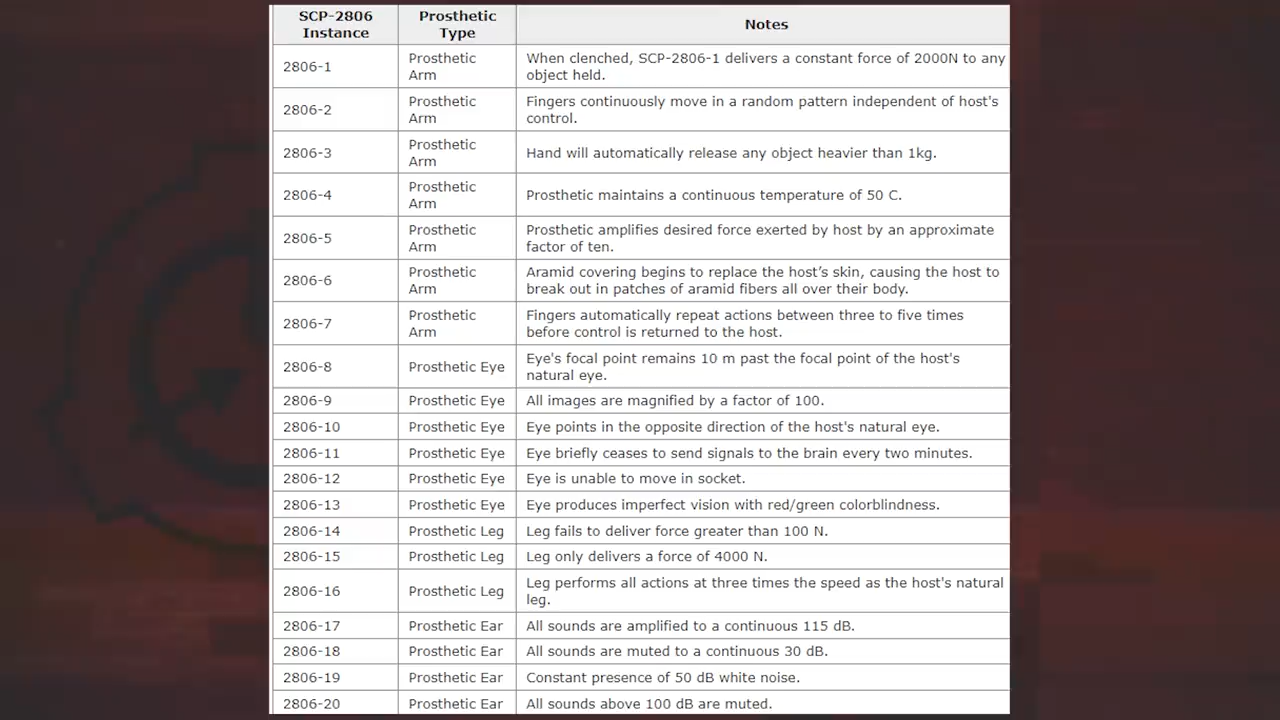 SCP-2806 Instance Prosthetic Type Notes
2806-1 Prosthetic Arm When clenched, SCP-2806-1 delivers a constant force of 2000N to any object held.
2806-2 Prosthetic Arm Fingers continuously move in a random pattern independent of host's control.
2806-3 Prosthetic Arm Hand will automatically release any object heavier than 1kg.
2806-4 Prosthetic Arm Prosthetic maintains a continuous temperature of 50 C.
2806-5 Prosthetic Arm Prosthetic amplifies desired force exerted by host by an approximate factor of ten.
2806-6 Prosthetic Arm Aramid covering begins to replace the host’s skin, causing the host to break out in patches of aramid fibers all over their body.
2806-7 Prosthetic Arm Fingers automatically repeat actions between three to five times before control is returned to the host.
2806-8 Prosthetic Eye Eye's focal point remains 10 m past the focal point of the host's natural eye.
2806-9 Prosthetic Eye All images are magnified by a factor of 100.
2806-10 Prosthetic Eye Eye points in the opposite direction of the host's natural eye.
2806-11 Prosthetic Eye Eye briefly ceases to send signals to the brain every two minutes.
2806-12 Prosthetic Eye Eye is unable to move in socket.
2806-13 Prosthetic Eye Eye produces imperfect vision with red/green colorblindness.
2806-14 Prosthetic Leg Leg fails to deliver force greater than 100 N.
2806-15 Prosthetic Leg Leg only delivers a force of 4000 N.
2806-16 Prosthetic Leg Leg performs all actions at three times the speed as the host's natural leg.
2806-17 Prosthetic Ear All sounds are amplified to a continuous 115 dB.
2806-18 Prosthetic Ear All sounds are muted to a continuous 30 dB.
2806-19 Prosthetic Ear Constant presence of 50 dB white noise.
2806-20 Prosthetic Ear All sounds above 100 dB are muted.